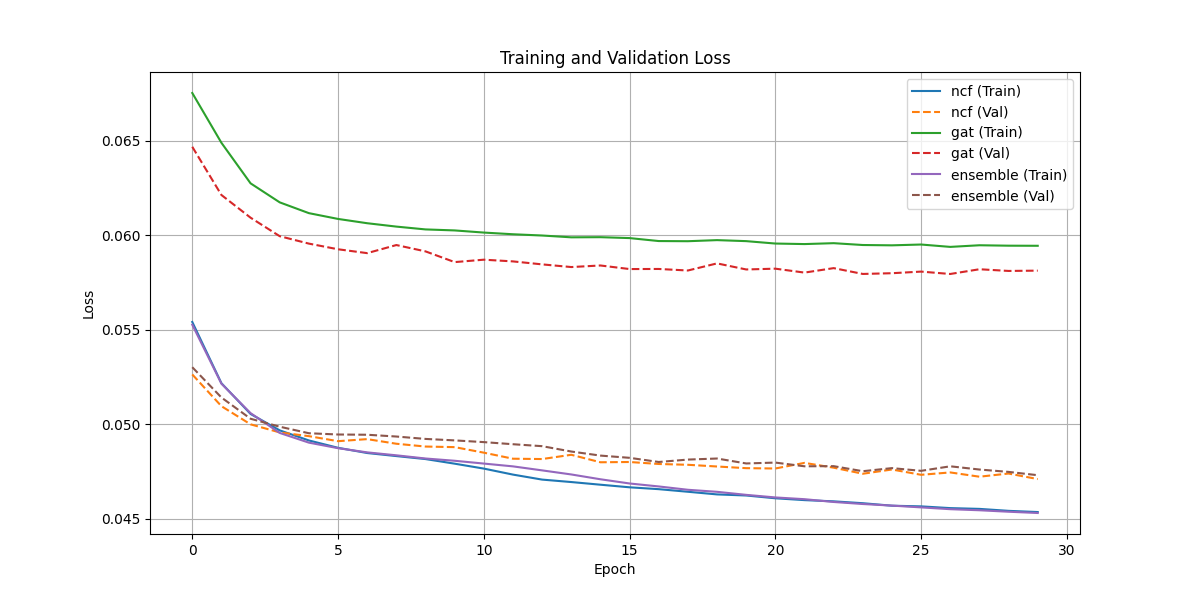 Training and Validation Loss
ncf (Train)
ncf (Val)
gat (Train)
gat (Val)
ensemble (Train)
ensemble (Val)
Loss
0.065
0.060
0.055
0.050
0.045
0 5 10 15 20 25 30
Epoch